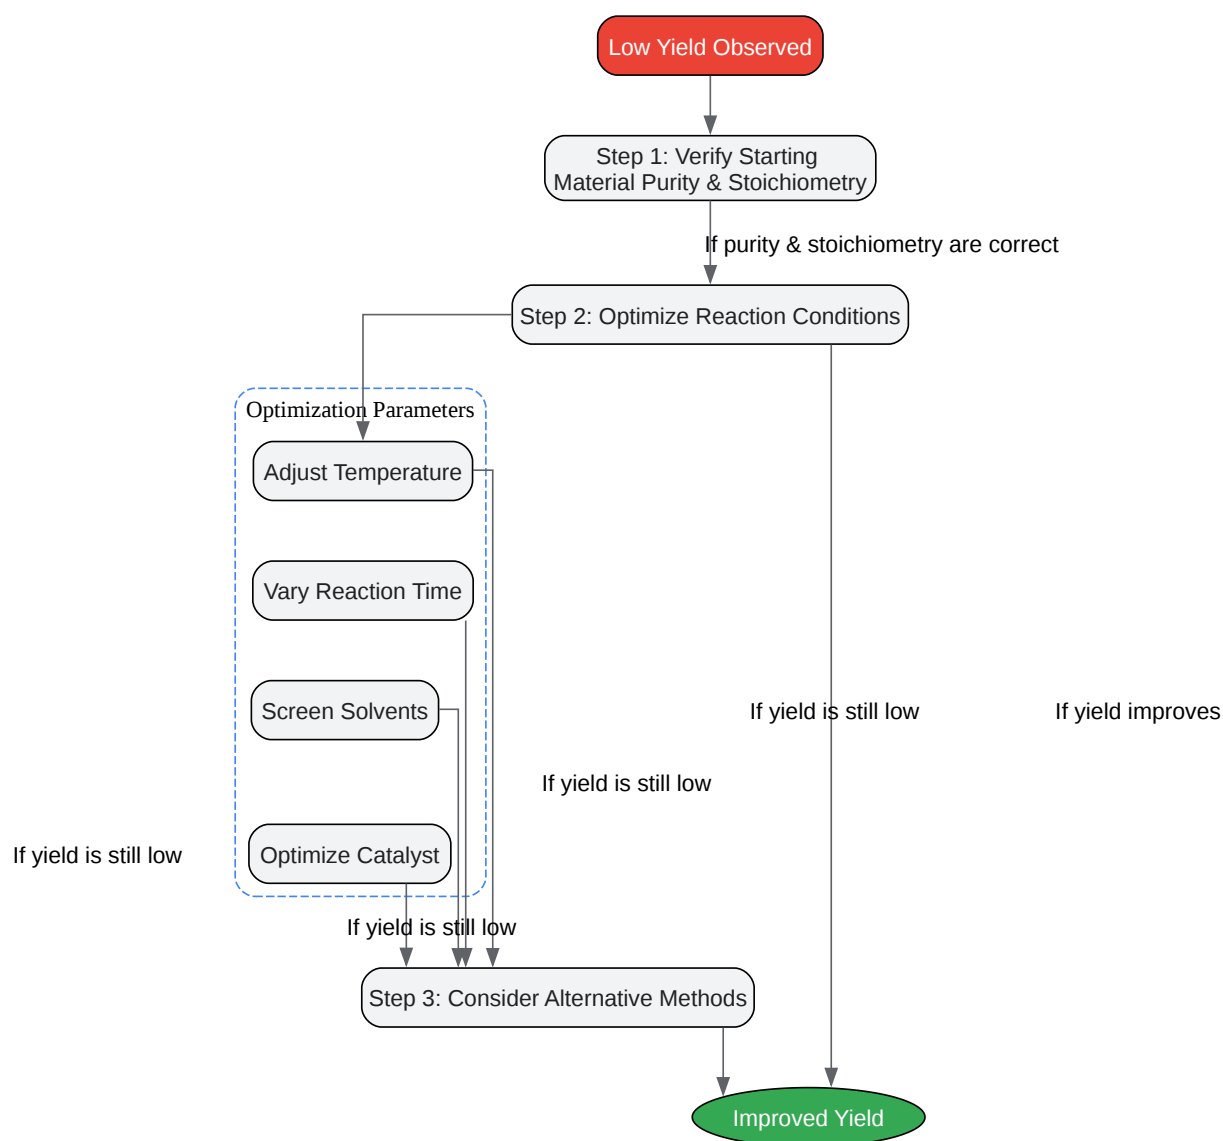 Low Yield Observed
Step 1: Verify Starting
Material Purity & Stoichiometry
If purity & stoichiometry are correct
Step 2: Optimize Reaction Conditions
Optimization Parameters
Adjust Temperature
Vary Reaction Time
Screen Solvents
If yield is still low
If yield improves
If yield is still low
If yield is still low
Optimize Catalyst
If yield is still low
Step 3: Consider Alternative Methods
Improved Yield